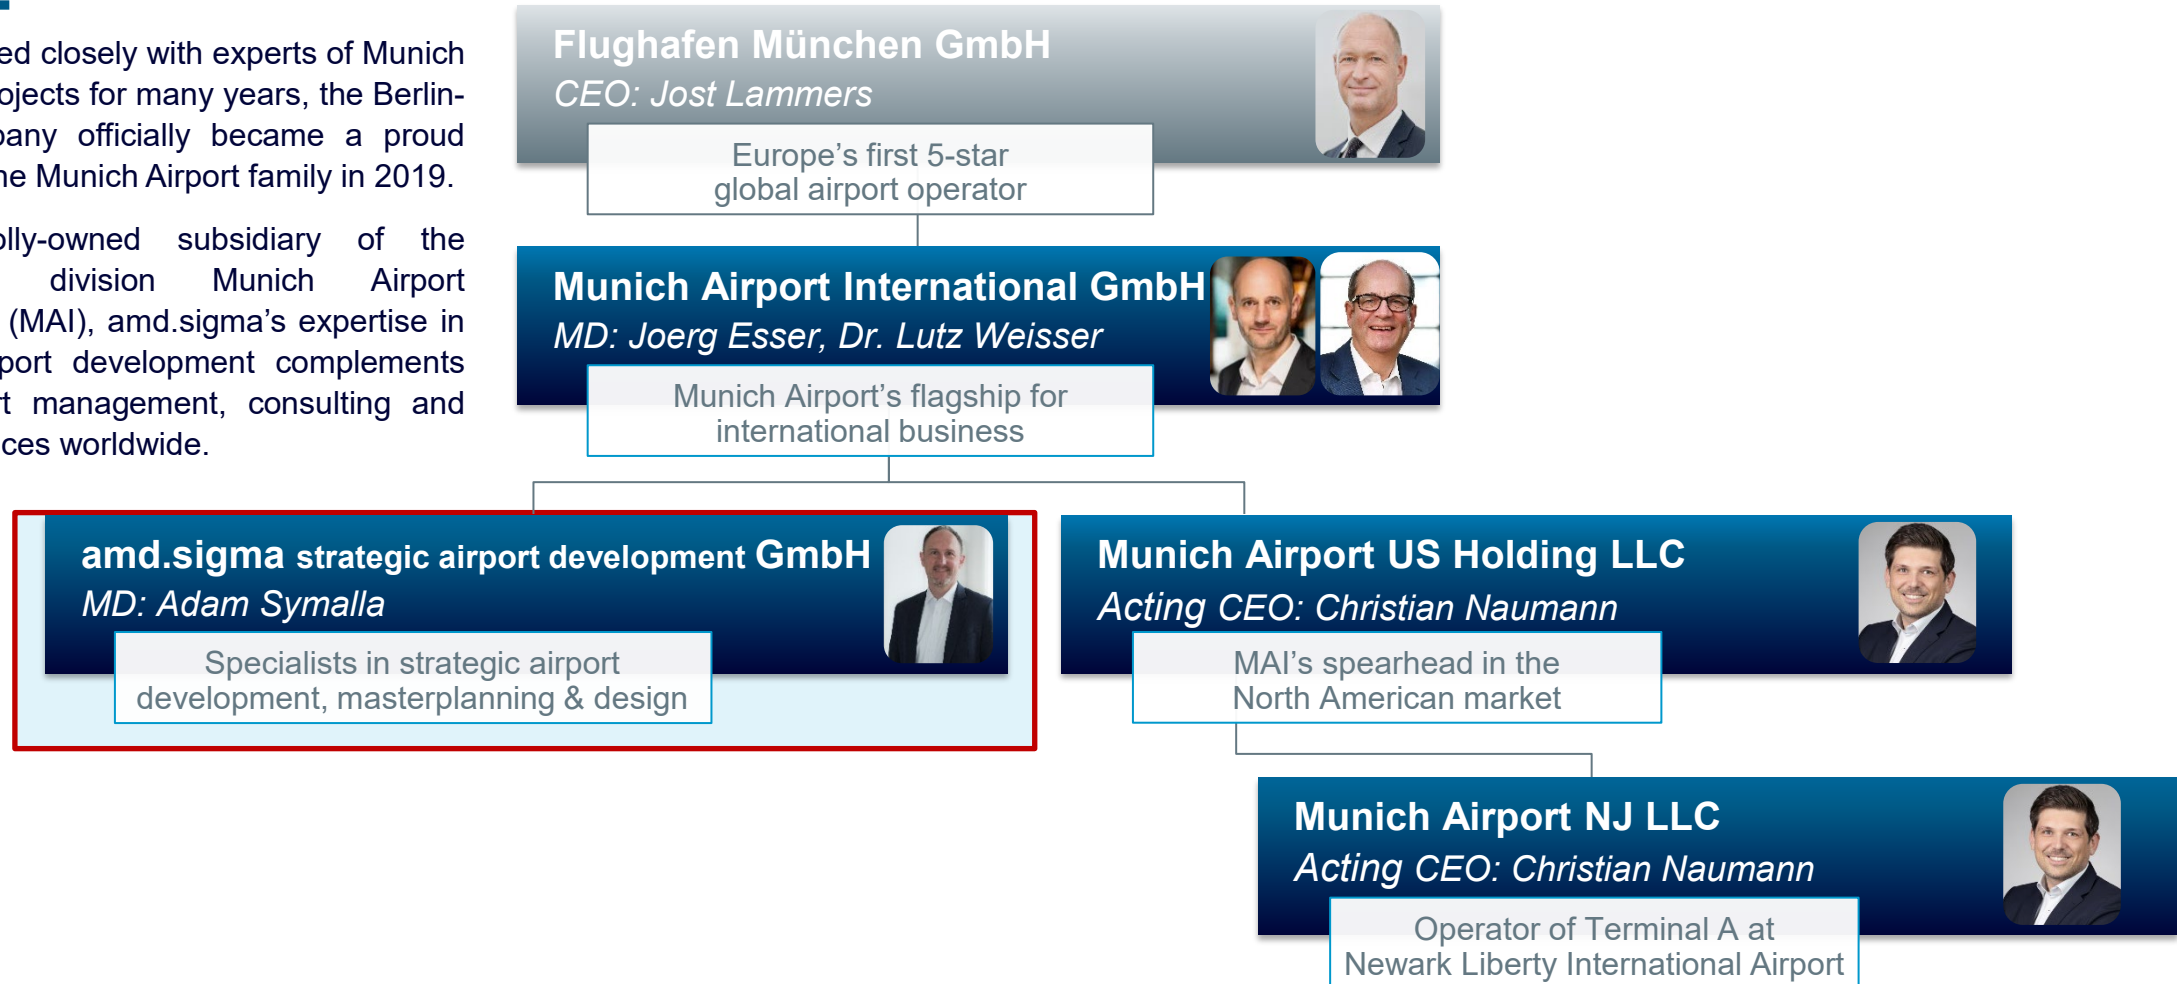 ed closely with experts of Munich
ojects for many years, the Berlin-
pany officially became a proud
he Munich Airport family in 2019.
olly-owned subsidiary of the
division Munich Airport
(MAI), amd.sigma’s expertise in
port development complements
rt management, consulting and
ices worldwide.
Flughafen München GmbH
CEO: Jost Lammers
Europe’s first 5-star
global airport operator
Munich Airport International GmbH
MD: Joerg Esser, Dr. Lutz Weisser
Munich Airport’s flagship for
international business
amd.sigma strategic airport development GmbH
MD: Adam Symalla
Specialists in strategic airport
development, masterplanning & design
Munich Airport US Holding LLC
Acting CEO: Christian Naumann
MAI’s spearhead in the
North American market
Munich Airport NJ LLC
Acting CEO: Christian Naumann
Operator of Terminal A at
Newark Liberty International Airport